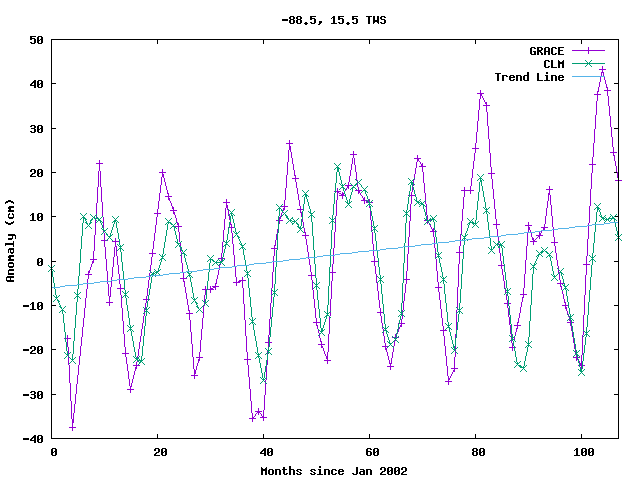 -88.5, 15.5 TWS
GRACE
CLM
Trend Line
50
40
30
20
10
0
-10
-20
-30
-40
Anomaly (cm)
0 20 40 60 80 100
Months since Jan 2002